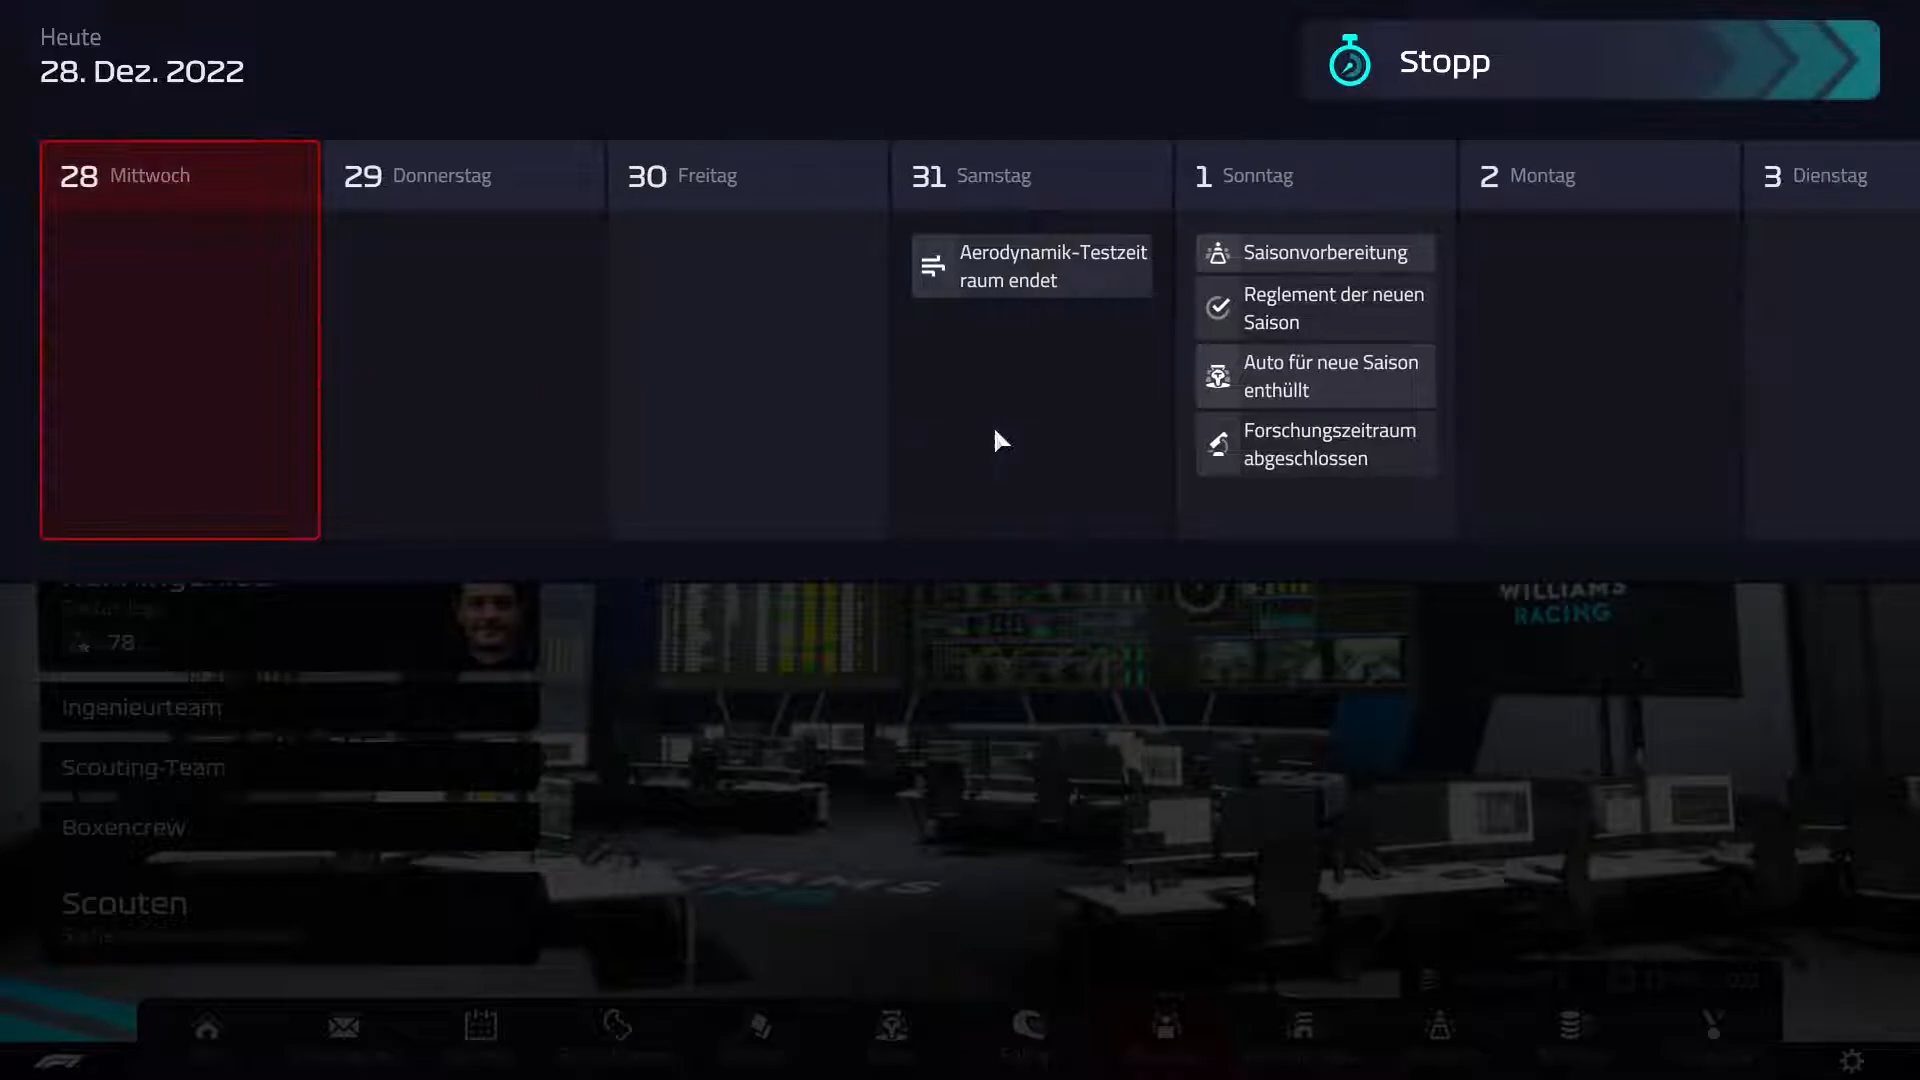 Heute
28. Dez. 2022
Stopp
28 Mittwoch
29 Donnerstag
30 Freitag
31 Samstag
1 Sonntag
2 Montag
3 Dienstag
Aerodynamik-Testzeit
raum endet
Saisonvorbereitung
Reglement der neuen
Saison
Auto für neue Saison
enthüllt
Forschungszeitraum
abgeschlossen
78
WILLIAMS
RACING
Ingenieurteam
Scouting-Team
Boxencrew
Scouten